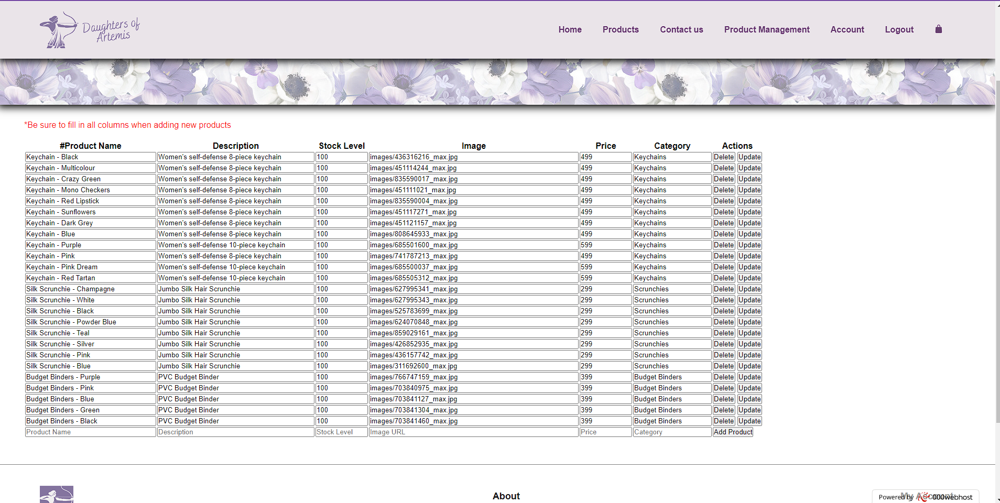 Daughters of
Artemis
Home Products Contact us Product Management Account Logout
*Be sure to fill in all columns when adding new products
#Product Name Description Stock Level Image Price Category Actions
Keychain - Black Women's self-defense 8-piece keychain 100 images/436316216_max.jpg 499 Keychains Delete Update
Keychain - Multicolour Women's self-defense 8-piece keychain 100 images/451114244_max.jpg 499 Keychains Delete Update
Keychain - Crazy Green Women's self-defense 8-piece keychain 100 images/835590017_max.jpg 499 Keychains Delete Update
Keychain - Mono Checkers Women's self-defense 8-piece keychain 100 images/451111021_max.jpg 499 Keychains Delete Update
Keychain - Red Lipstick Women's self-defense 8-piece keychain 100 images/835590004_max.jpg 499 Keychains Delete Update
Keychain - Sunflowers Women's self-defense 8-piece keychain 100 images/451117271_max.jpg 499 Keychains Delete Update
Keychain - Dark Grey Women's self-defense 8-piece keychain 100 images/451121157_max.jpg 499 Keychains Delete Update
Keychain - Blue Women's self-defense 8-piece keychain 100 images/808645933_max.jpg 499 Keychains Delete Update
Keychain - Purple Women's self-defense 10-piece keychain 100 images/685501600_max.jpg 599 Keychains Delete Update
Keychain - Pink Women's self-defense 8-piece keychain 100 images/741787213_max.jpg 499 Keychains Delete Update
Keychain - Pink Dream Women's self-defense 10-piece keychain 100 images/685500037_max.jpg 599 Keychains Delete Update
Keychain - Red Tartan Women's self-defense 10-piece keychain 100 images/685505312_max.jpg 599 Keychains Delete Update
Silk Scrunchie - Champagne Jumbo Silk Hair Scrunchie 100 images/627995341_max.jpg 299 Scrunchies Delete Update
Silk Scrunchie - White Jumbo Silk Hair Scrunchie 100 images/627995343_max.jpg 299 Scrunchies Delete Update
Silk Scrunchie - Black Jumbo Silk Hair Scrunchie 100 images/525783699_max.jpg 299 Scrunchies Delete Update
Silk Scrunchie - Powder Blue Jumbo Silk Hair Scrunchie 100 images/624070848_max.jpg 299 Scrunchies Delete Update
Silk Scrunchie - Teal Jumbo Silk Hair Scrunchie 100 images/859029161_max.jpg 299 Scrunchies Delete Update
Silk Scrunchie - Silver Jumbo Silk Hair Scrunchie 100 images/426852935_max.jpg 299 Scrunchies Delete Update
Silk Scrunchie - Pink Jumbo Silk Hair Scrunchie 100 images/436157742_max.jpg 299 Scrunchies Delete Update
Silk Scrunchie - Blue Jumbo Silk Hair Scrunchie 100 images/311692600_max.jpg 299 Scrunchies Delete Update
Budget Binders - Purple PVC Budget Binder 100 images/766747159_max.jpg 399 Budget Binders Delete Update
Budget Binders - Pink PVC Budget Binder 100 images/703840975_max.jpg 399 Budget Binders Delete Update
Budget Binders - Blue PVC Budget Binder 100 images/703841127_max.jpg 399 Budget Binders Delete Update
Budget Binders - Green PVC Budget Binder 100 images/703841304_max.jpg 399 Budget Binders Delete Update
Budget Binders - Black PVC Budget Binder 100 images/703841460_max.jpg 399 Budget Binders Delete Update
Product Name Description Stock Level Image URL Price Category Add Product
About My Account
Powered by 000webhost